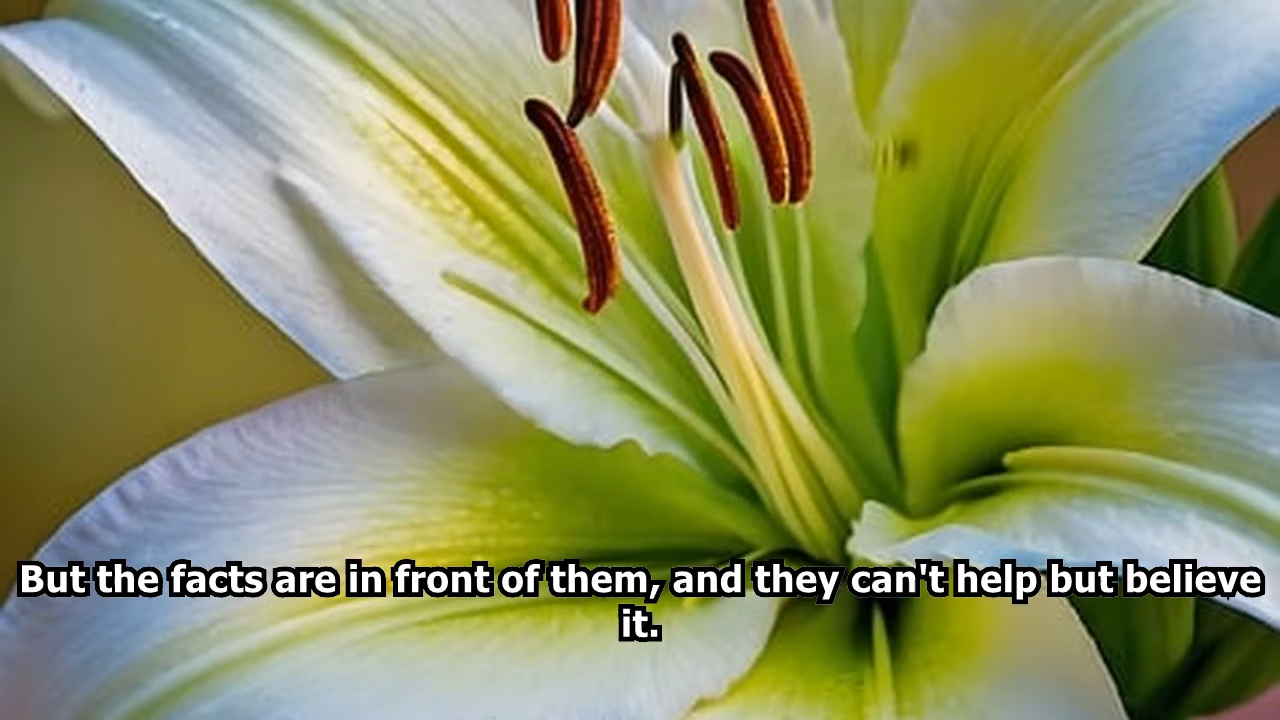 But the facts are in front of them, and they can't help but believe
it.